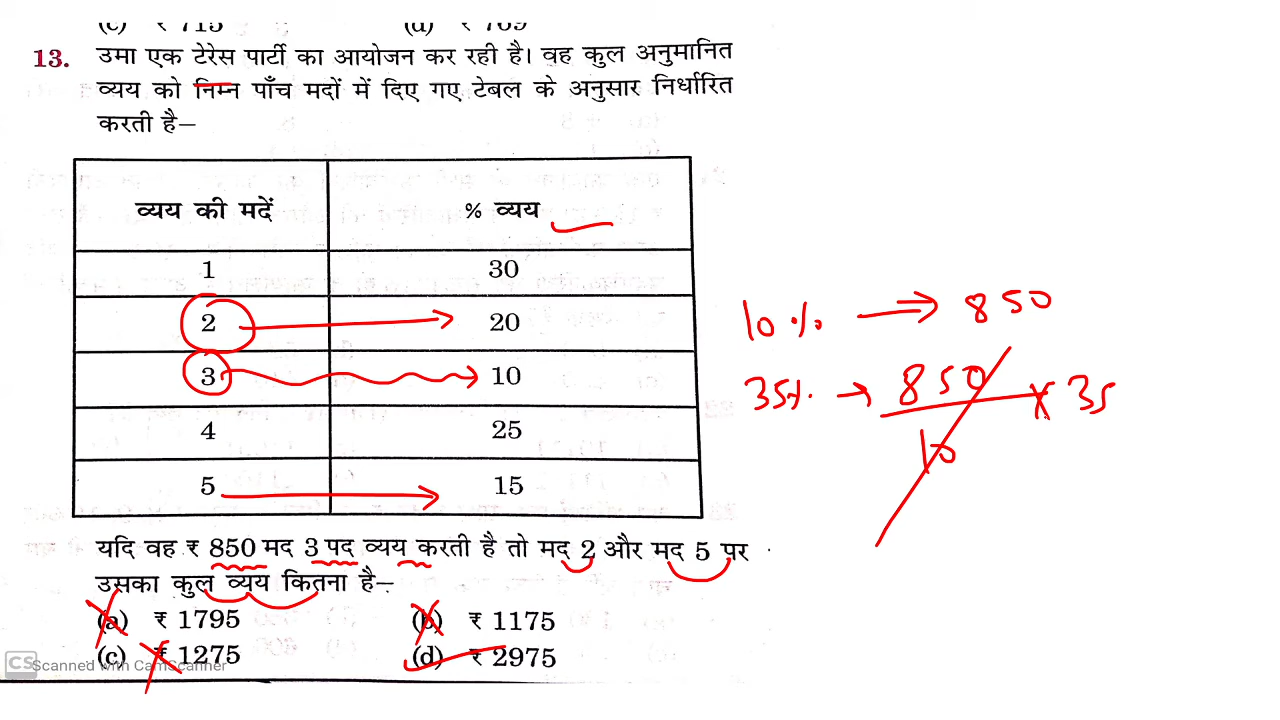 (c) ₹ 715 (d) ₹ 769
13. उमा एक टेरेस पार्टी का आयोजन कर रही है। वह कुल अनुमानित
व्यय को निम्न पाँच मदों में दिए गए टेबल के अनुसार निर्धारित
करती है–
व्यय की मदें % व्यय
1 30
2 20
3 10
4 25
5 15
10 % → 850
35% → 850 × 35
10
यदि वह ₹ 850 मद 3 पद व्यय करती है तो मद 2 और मद 5 पर
उसका कुल व्यय कितना है–
(a) ₹ 1795 (b) ₹ 1175
(c) ₹ 1275 (d) ₹ 2975
CS Scanned with CamScanner